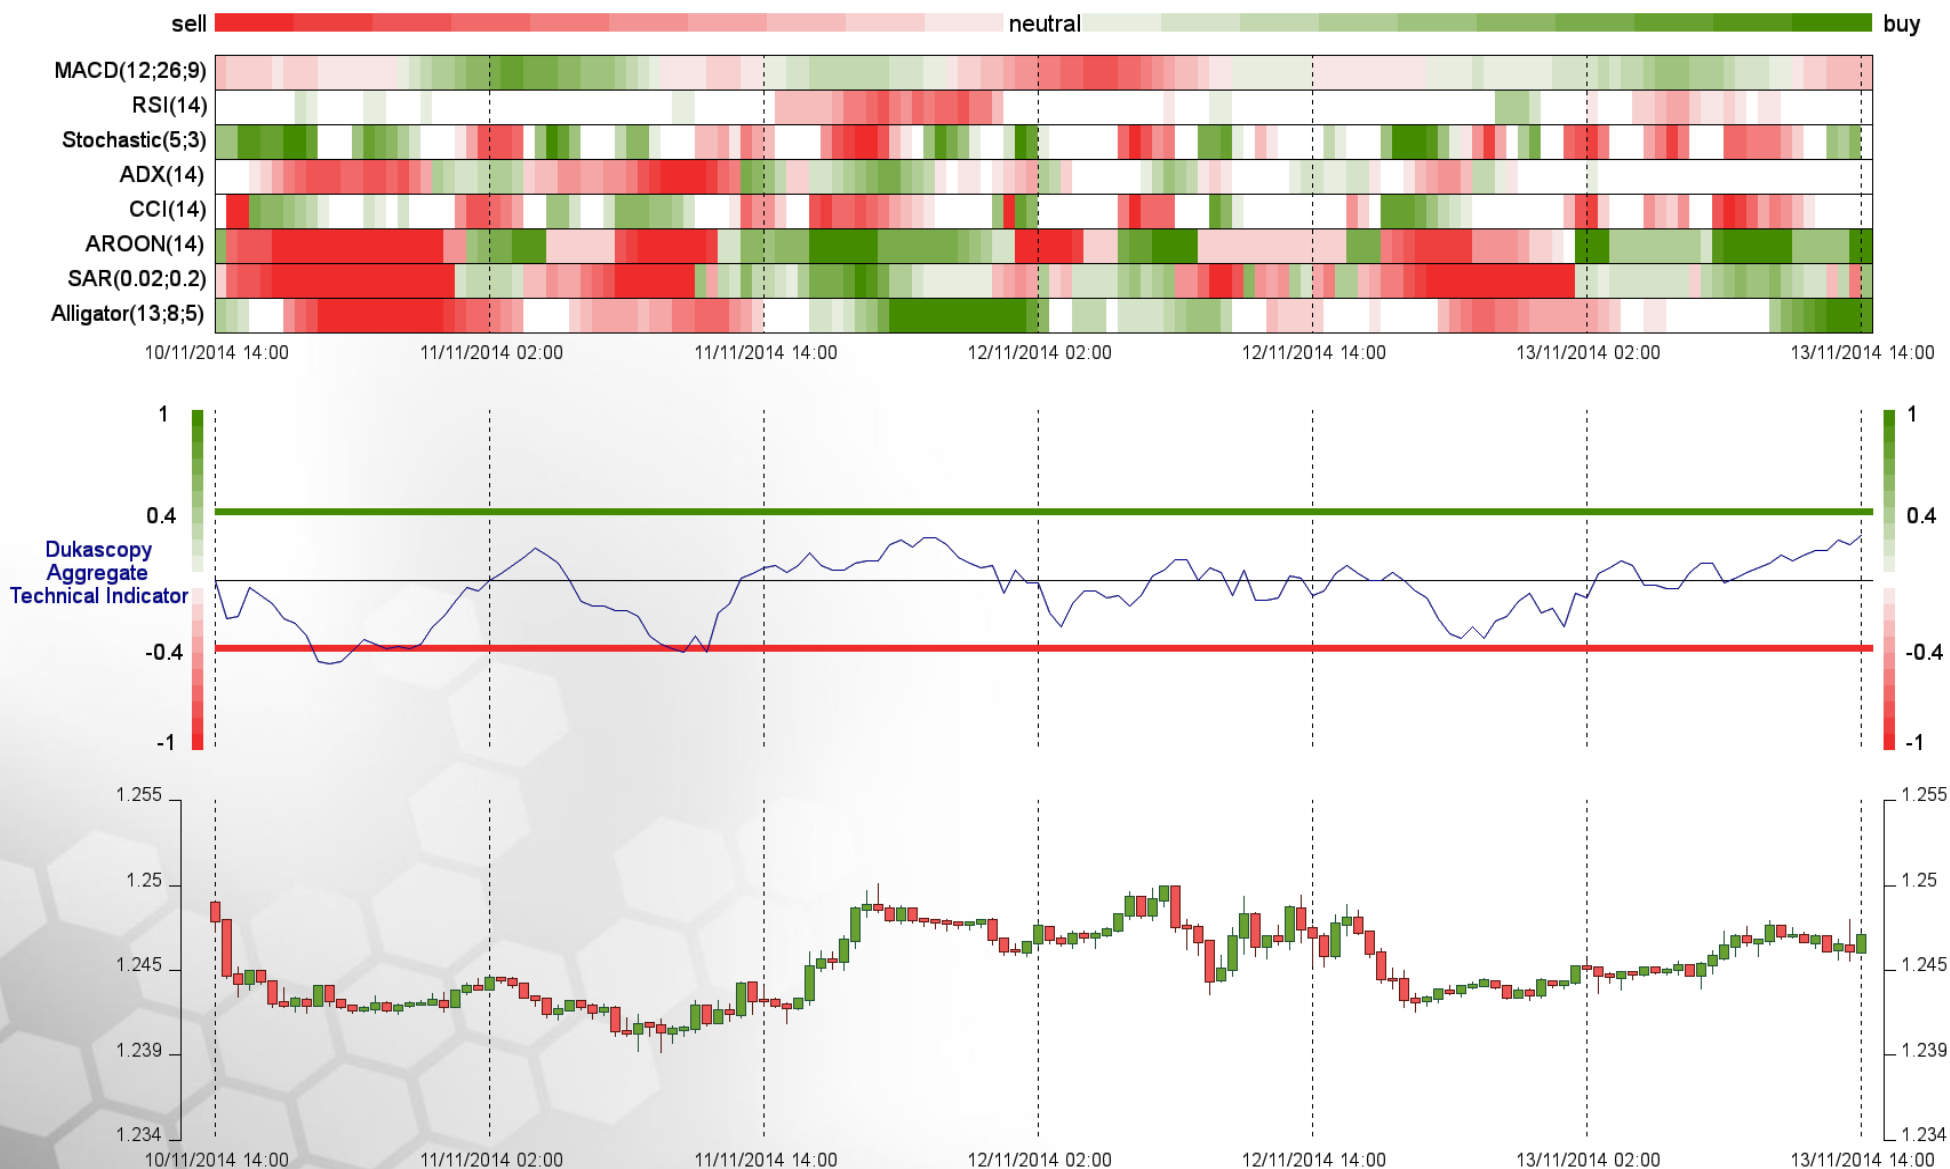 sell neutral buy
MACD(12;26;9)
RSI(14)
Stochastic(5;3)
ADX(14)
CCI(14)
AROON(14)
SAR(0.02;0.2)
Alligator(13;8;5)
10/11/2014 14:00 11/11/2014 02:00 11/11/2014 14:00 12/11/2014 02:00 12/11/2014 14:00 13/11/2014 02:00 13/11/2014 14:00
1 1
0.4 0.4
Dukascopy
Aggregate
Technical Indicator
-0.4 -0.4
-1 -1
1.255 1.255
1.25 1.25
1.245 1.245
1.239 1.239
1.234 1.234
10/11/2014 14:00 11/11/2014 02:00 11/11/2014 14:00 12/11/2014 02:00 12/11/2014 14:00 13/11/2014 02:00 13/11/2014 14:00